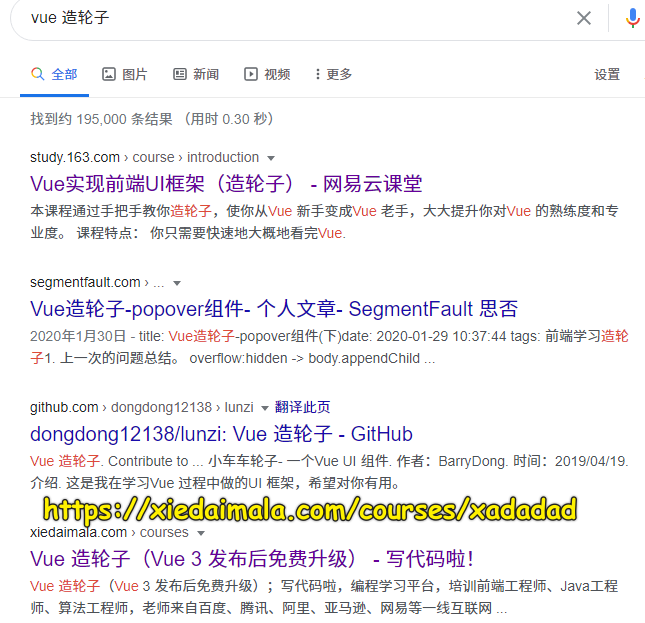 vue 造轮子
全部 图片 新闻 视频 更多 设置
找到约 195,000 条结果 （用时 0.30 秒）
study.163.com › course › introduction
Vue实现前端UI框架（造轮子） - 网易云课堂
本课程通过手把手教你造轮子，使你从Vue 新手变成Vue 老手，大大提升你对Vue 的熟练度和专
业度。 课程特点： 你只需要快速地大概地看完Vue.
segmentfault.com › ...
Vue造轮子-popover组件- 个人文章- SegmentFault 思否
2020年1月30日 - title: Vue造轮子-popover组件(下)date: 2020-01-29 10:37:44 tags: 前端学习造轮
子1. 上一次的问题总结。 overflow:hidden -> body.appendChild ...
github.com › dongdong12138 › lunzi 翻译此页
dongdong12138/lunzi: Vue 造轮子 - GitHub
Vue 造轮子. Contribute to ... 小车车轮子- 一个Vue UI 组件. 作者：BarryDong. 时间：2019/04/19.
介绍. 这是我在学习Vue 过程中做的UI 框架，希望对你有用。
https://xiedaimala.com/courses/xadadad
xiedaimala.com › courses
Vue 造轮子（Vue 3 发布后免费升级） - 写代码啦！
Vue 造轮子（Vue 3 发布后免费升级）；写代码啦，编程学习平台，培训前端工程师、Java工程
师、算法工程师，老师来自百度、腾讯、阿里、亚马逊、网易等一线互联网 ...